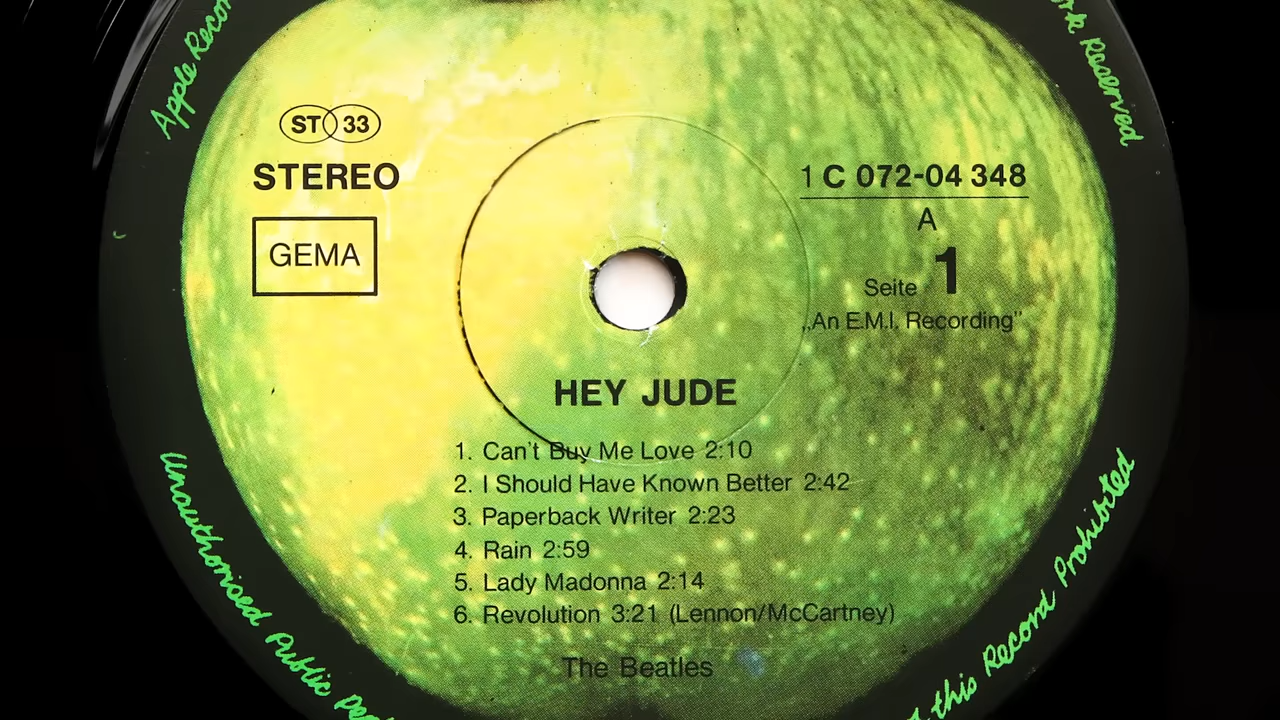 Apple Recor
rk Reserved
ST 33
STEREO
GEMA
1 C 072-04 348
A
Seite 1
„An E.M.I. Recording”
HEY JUDE
1. Can't Buy Me Love 2:10
2. I Should Have Known Better 2:42
3. Paperback Writer 2:23
4. Rain 2:59
5. Lady Madonna 2:14
6. Revolution 3:21 (Lennon/McCartney)
The Beatles
Unauthorised Public
this Record Prohibited